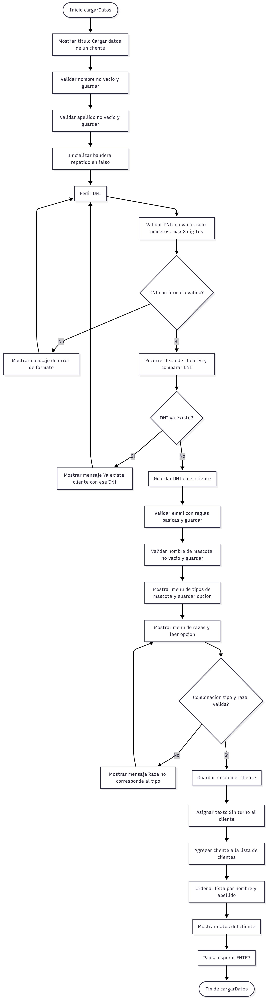 Inicio cargarDatos
Mostrar titulo Cargar datos
de un cliente
Validar nombre no vacio y
guardar
Validar apellido no vacio y
guardar
Inicializar bandera
repetido en falso
Pedir DNI
Validar DNI: no vacio, solo
numeros, max 8 digitos
DNI con formato valido?
No
Si
Mostrar mensaje de error
de formato
Recorrer lista de clientes y
comparar DNI
DNI ya existe?
Si
No
Mostrar mensaje Ya existe
cliente con ese DNI
Guardar DNI en el cliente
Validar email con reglas
basicas y guardar
Validar nombre de mascota
no vacio y guardar
Mostrar menu de tipos de
mascota y guardar opcion
Mostrar menu de razas y
leer opcion
Combinacion tipo y raza
valida?
No
Si
Mostrar mensaje Raza no
corresponde al tipo
Guardar raza en el cliente
Asignar texto Sin turno al
cliente
Agregar cliente a la lista de
clientes
Ordenar lista por nombre y
apellido
Mostrar datos del cliente
Pausa esperar ENTER
Fin de cargarDatos